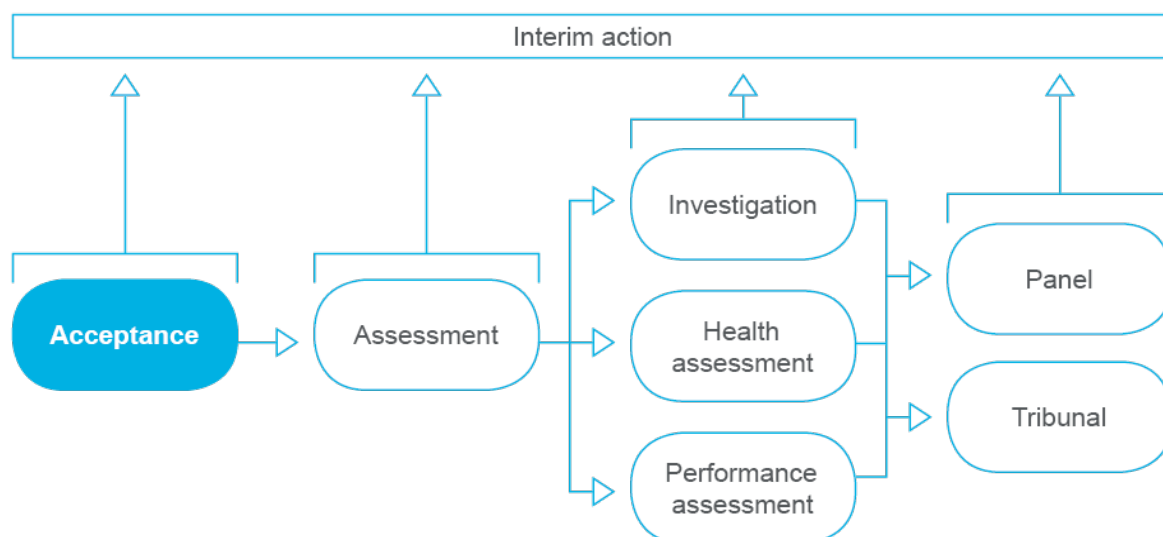 Interim action
Acceptance
Assessment
Investigation
Health
assessment
Performance
assessment
Panel
Tribunal